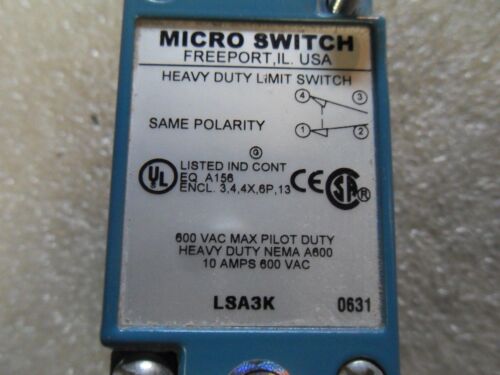 MICRO SWITCH
FREEPORT,IL. USA
HEAVY DUTY LIMIT SWITCH
4 3
SAME POLARITY
1 2
G
UL LISTED IND CONT
EQ A156
ENCL. 3,4,4X,6P,13 CE SA ®
600 VAC MAX PILOT DUTY
HEAVY DUTY NEMA A600
10 AMPS 600 VAC
LSA3K 0631